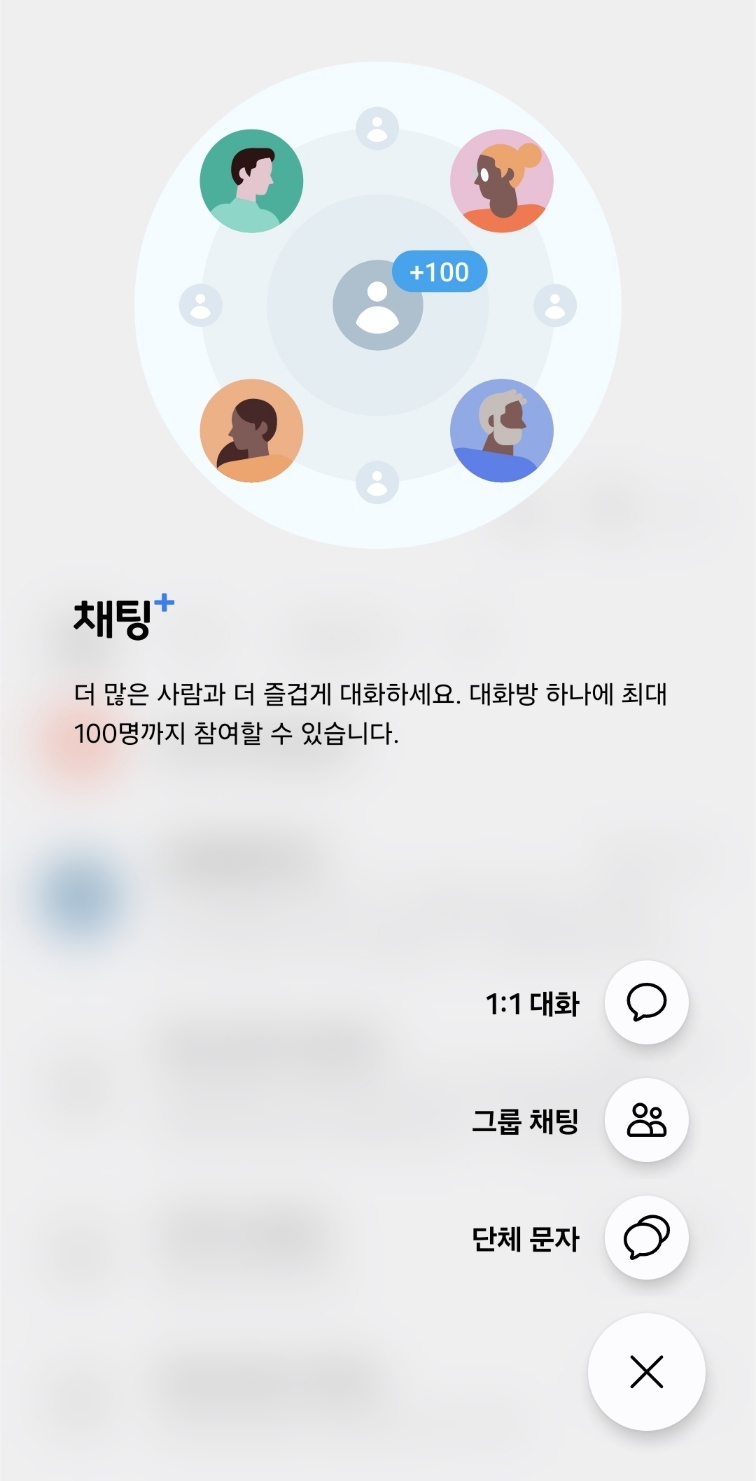 +100
채팅+
더 많은 사람과 더 즐겁게 대화하세요. 대화방 하나에 최대
100명까지 참여할 수 있습니다.
1:1 대화
그룹 채팅
단체 문자